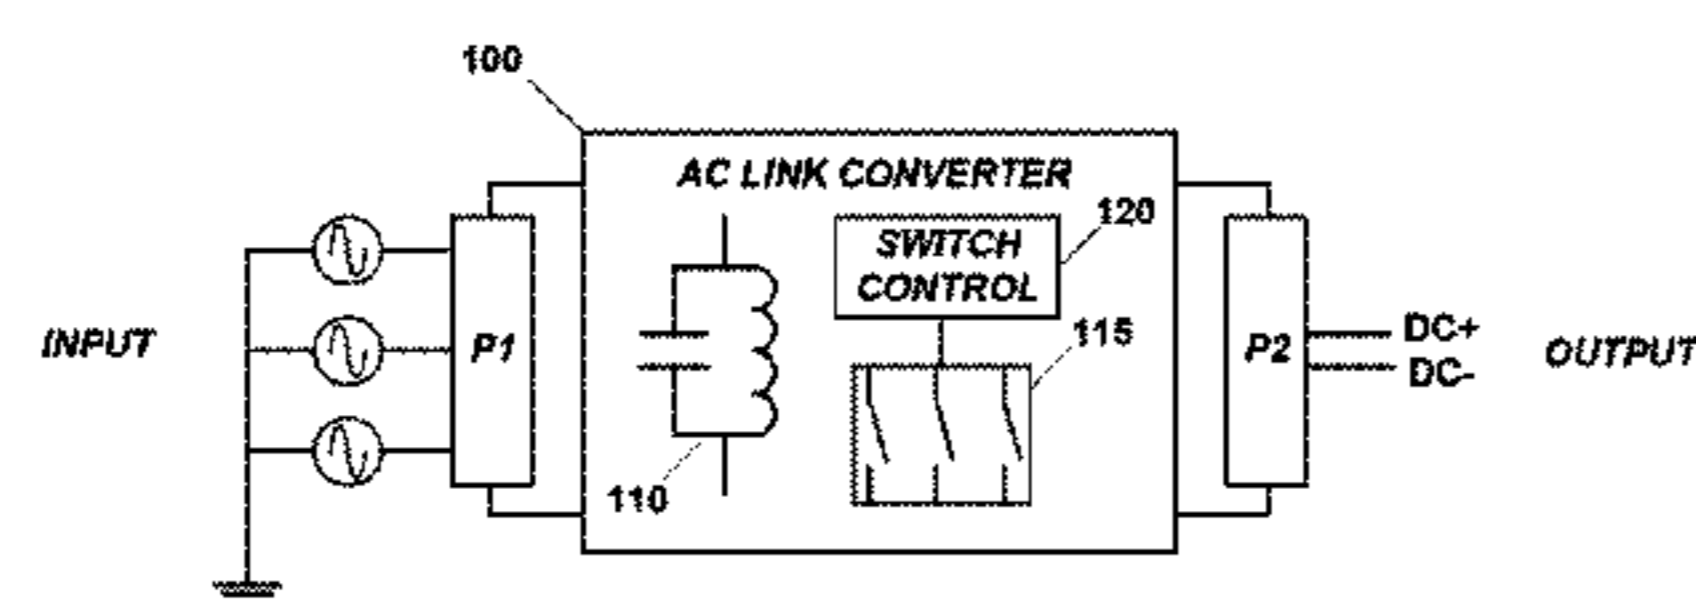 100
AC LINK CONVERTER
120
SWITCH
CONTROL
115
INPUT
P1
P2
DC+
DC-
OUTPUT
110